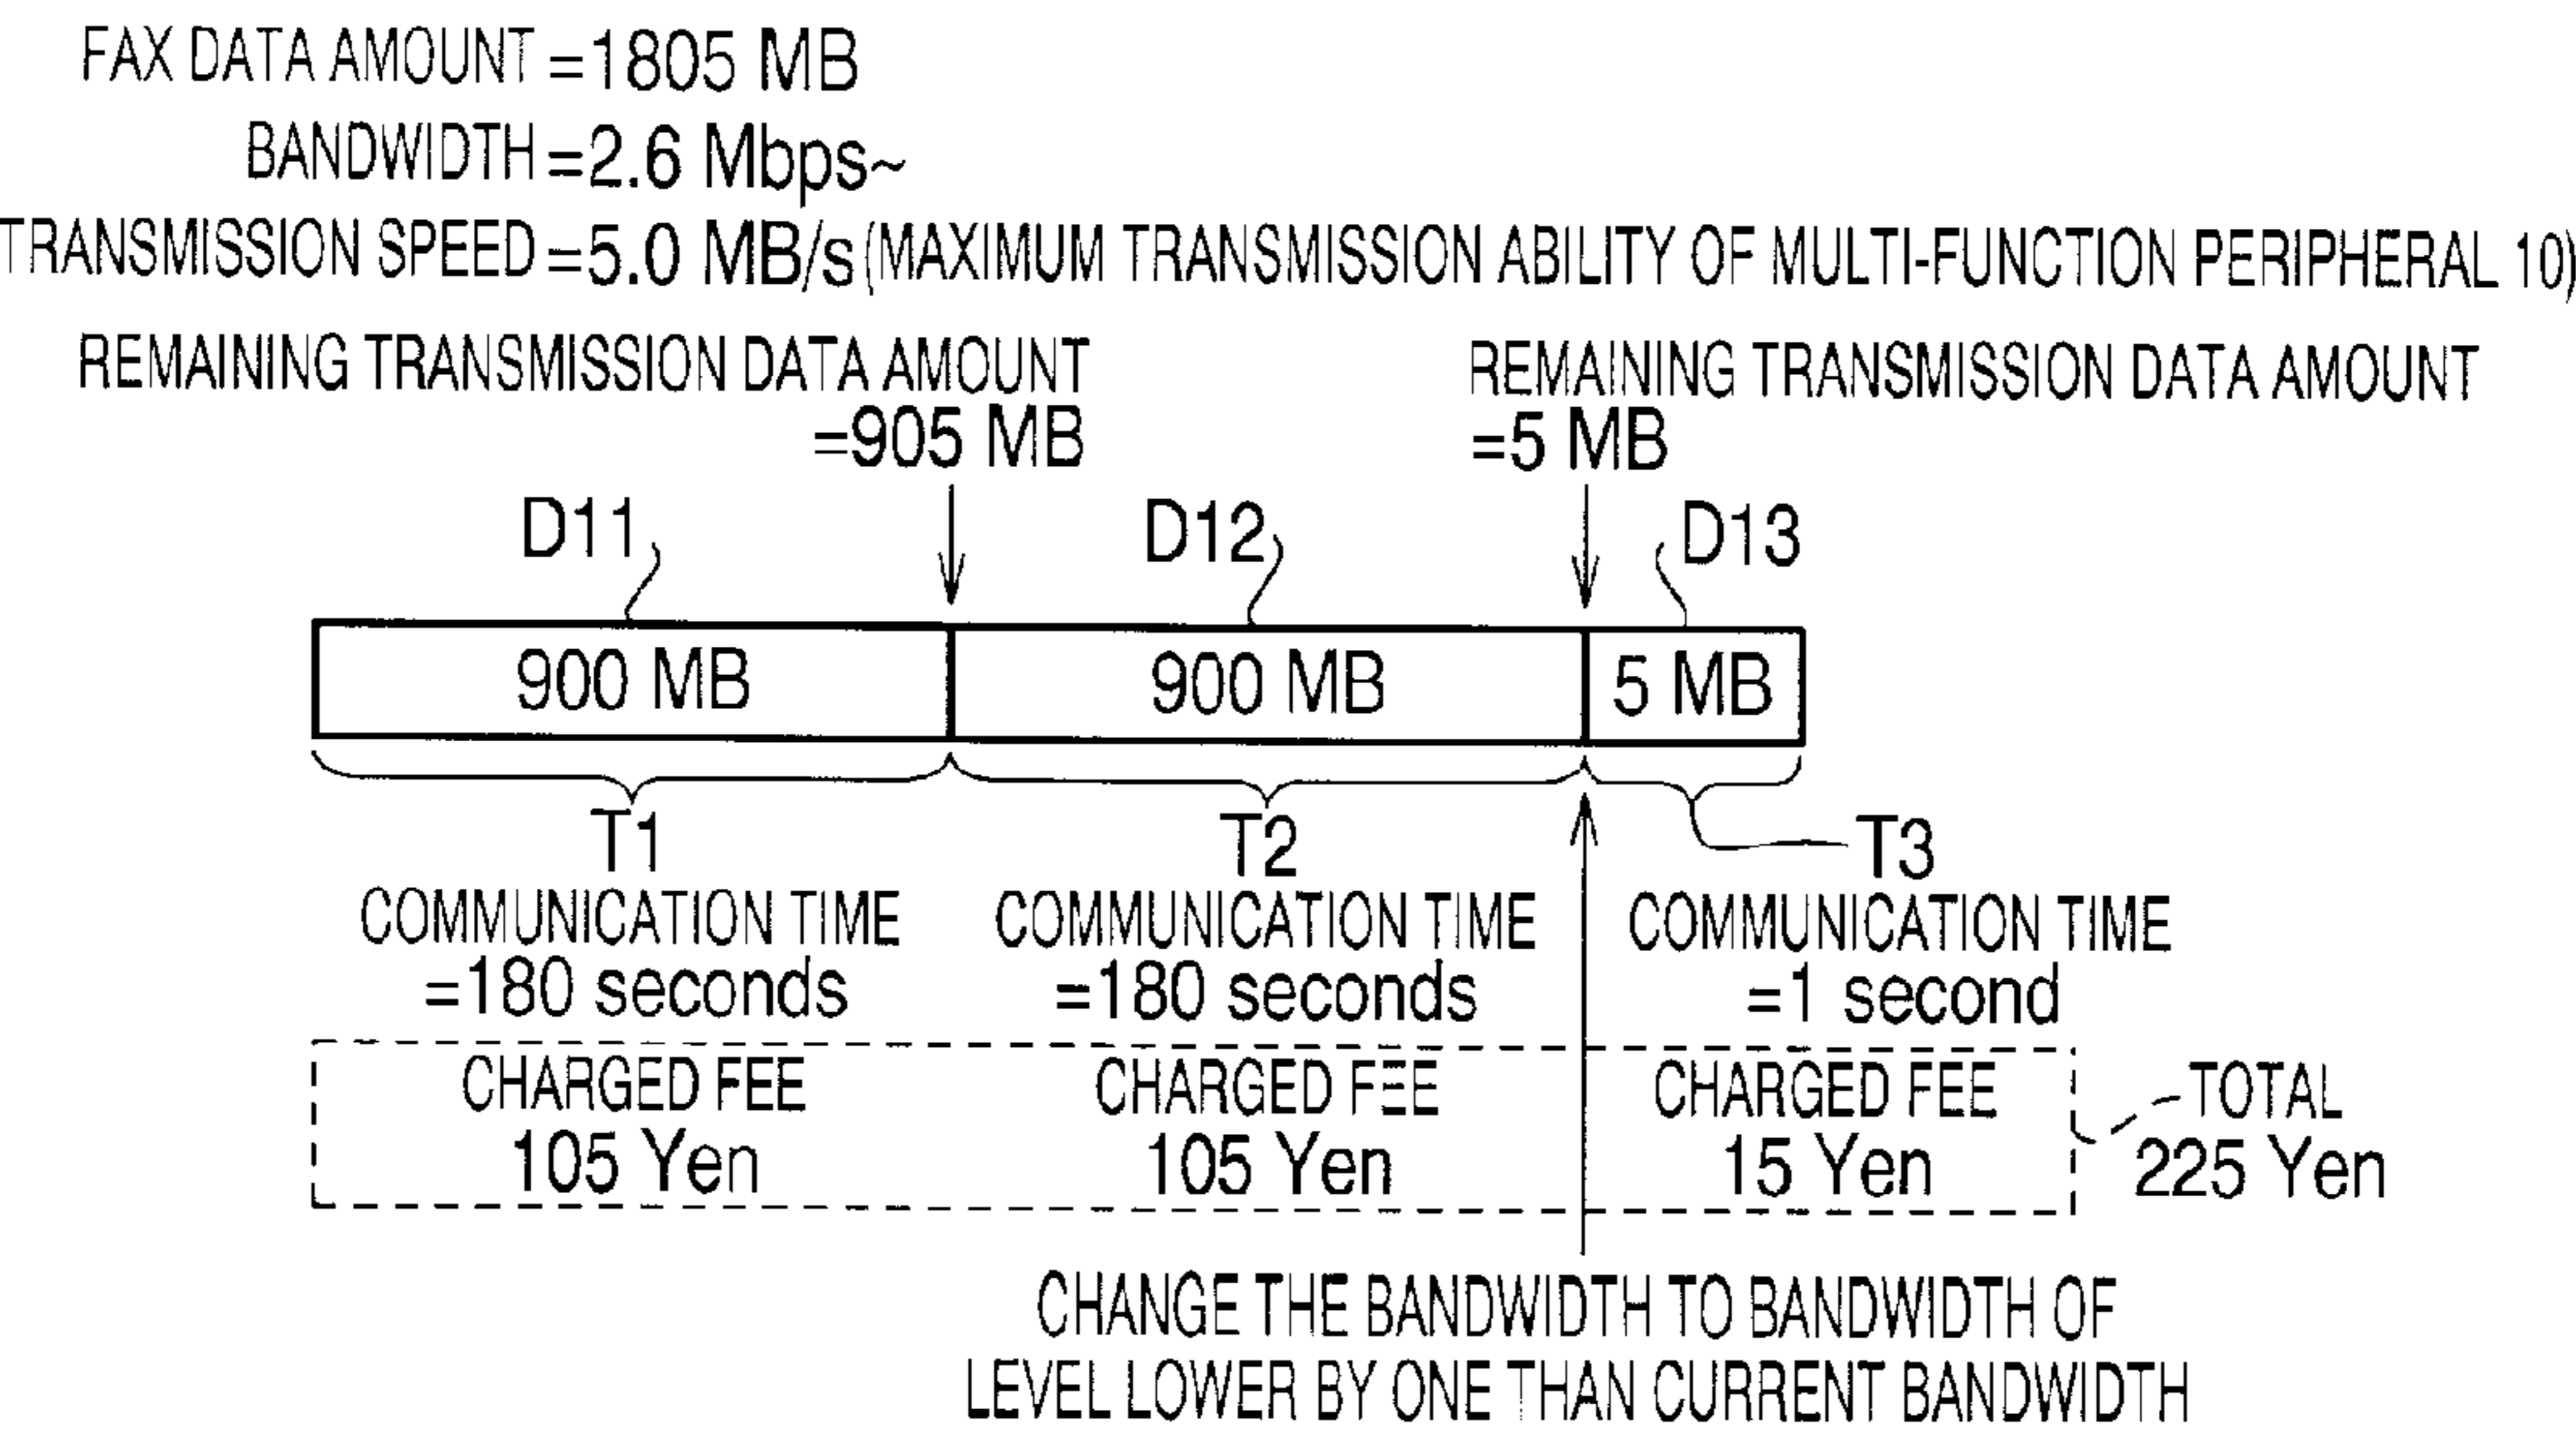 FAX DATA AMOUNT =1805 MB
BANDWIDTH =2.6 Mbps~
TRANSMISSION SPEED =5.0 MB/s (MAXIMUM TRANSMISSION ABILITY OF MULTI-FUNCTION PERIPHERAL 10)
REMAINING TRANSMISSION DATA AMOUNT
=905 MB
REMAINING TRANSMISSION DATA AMOUNT
=5 MB
D11
D12
D13
900 MB
900 MB
5 MB
T1
T2
T3
COMMUNICATION TIME
=180 seconds
COMMUNICATION TIME
=180 seconds
COMMUNICATION TIME
=1 second
CHARGED FEE
105 Yen
CHARGED FEE
105 Yen
CHARGED FEE
15 Yen
TOTAL
225 Yen
CHANGE THE BANDWIDTH TO BANDWIDTH OF
LEVEL LOWER BY ONE THAN CURRENT BANDWIDTH